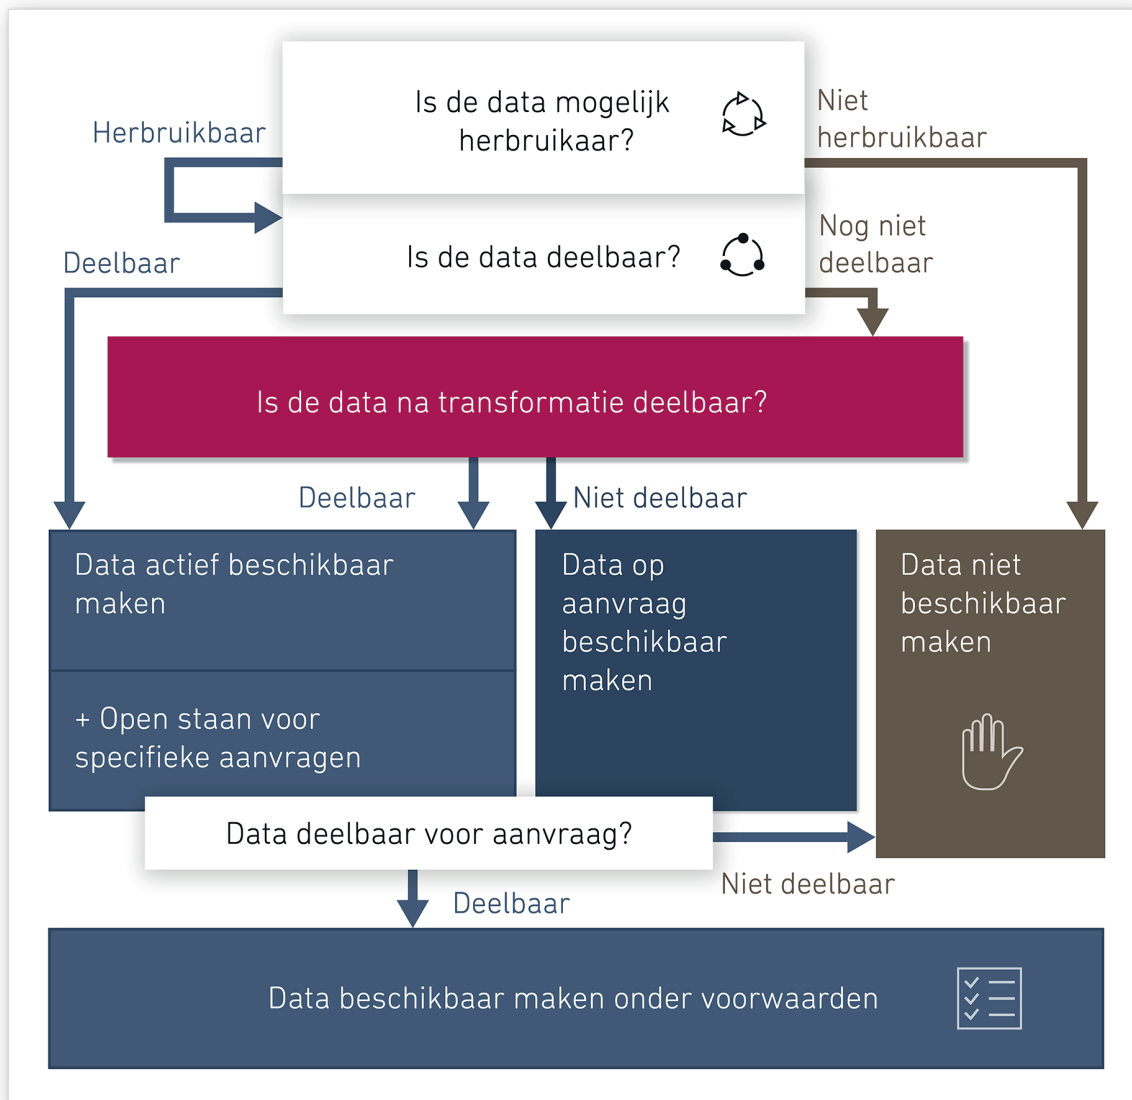 Is de data mogelijk
herbruikaar?
Herbruikbaar
Niet
herbruikbaar
Is de data deelbaar?
Deelbaar
Nog niet
deelbaar
Is de data na transformatie deelbaar?
Deelbaar
Niet deelbaar
Data actief beschikbaar
maken
+ Open staan voor
specifieke aanvragen
Data op
aanvraag
beschikbaar
maken
Data niet
beschikbaar
maken
Data deelbaar voor aanvraag?
Niet deelbaar
Deelbaar
Data beschikbaar maken onder voorwaarden